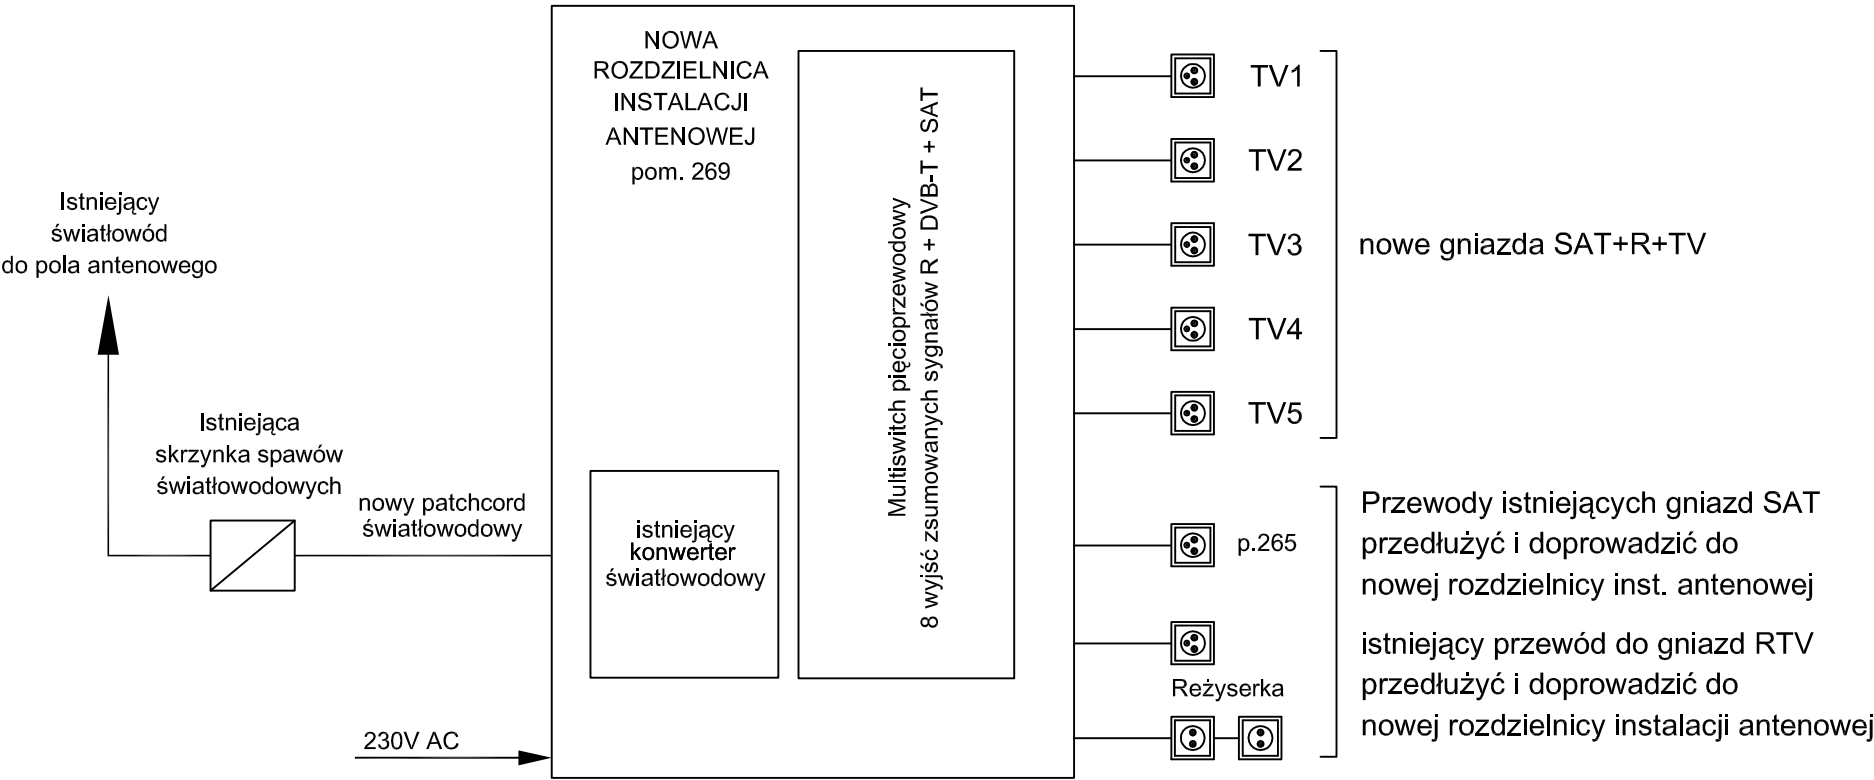 NOWA
ROZDZIELNICA
INSTALACJI
ANTENOWEJ
pom. 269
Istniejący
światłowód
do pola antenowego
Istniejąca
skrzynka spawów
światłowodowych
nowy patchcord
światłowodowy
istniejący
konwerter
światłowodowy
230V AC
Multiswitch pięcioprzewodowy
8 wyjść zsumowanych sygnałów R + DVB-T + SAT
TV1
TV2
TV3
TV4
TV5
nowe gniazda SAT+R+TV
p.265
Reżyserka
Przewody istniejących gniazd SAT
przedłużyć i doprowadzić do
nowej rozdzielnicy inst. antenowej
istniejący przewód do gniazd RTV
przedłużyć i doprowadzić do
nowej rozdzielnicy instalacji antenowej